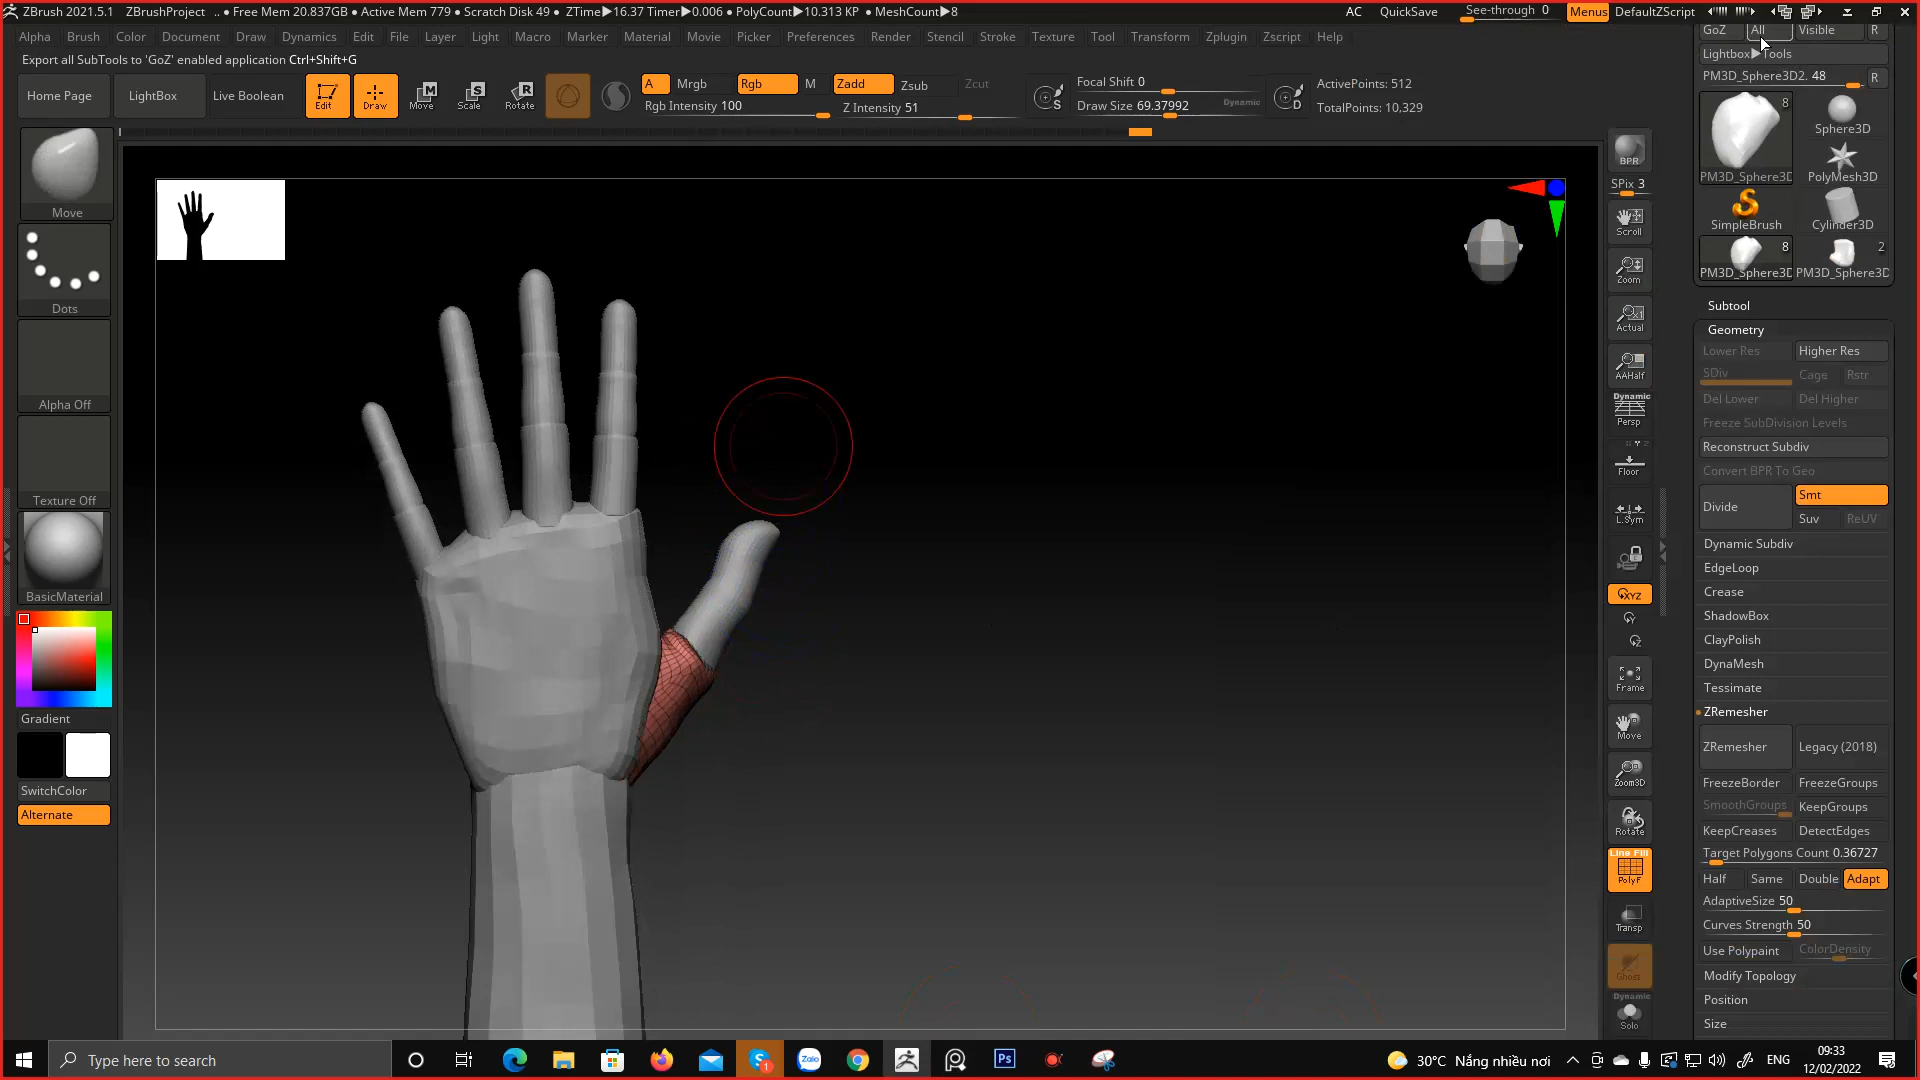 ZBrush 2021.5.1 ZBrushProject .. • Free Mem 20.837GB • Active Mem 779 • Scratch Disk 49 • ZTime▶16.37 Timer▶0.006 • PolyCount▶10.313 KP • MeshCount▶8 AC QuickSave See-through 0 Menus DefaultZScript
Alpha Brush Color Document Draw Dynamics Edit File Layer Light Macro Marker Material Movie Picker Preferences Render Stencil Stroke Texture Tool Transform Zplugin Zscript Help
Export all SubTools to 'GoZ' enabled application Ctrl+Shift+G
Home Page LightBox Live Boolean Edit Draw Move Scale Rotate
A Mrgb Rgb M Zadd Zsub Zcut
Rgb Intensity 100 Z Intensity 51
Focal Shift 0
Draw Size 69.37992 Dynamic
S D
ActivePoints: 512
TotalPoints: 10,329
Move
Dots
Alpha Off
Texture Off
BasicMaterial
Gradient
SwitchColor
Alternate
BPR
SPix 3
Scroll
Zoom
Actual
AAHalf
Dynamic
Persp
Floor
L.Sym
XYZ
Frame
Move
Zoom3D
Rotate
Line Fill
PolyF
Transp
Ghost
Dynamic
Solo
GoZ All Visible R
Lightbox▶Tools
PM3D_Sphere3D2. 48 R
8
Sphere3D
PM3D_Sphere3D PolyMesh3D
SimpleBrush Cylinder3D
8 2
PM3D_Sphere3D PM3D_Sphere3D
Subtool
Geometry
Lower Res Higher Res
SDiv Cage Rstr
Del Lower Del Higher
Freeze SubDivision Levels
Reconstruct Subdiv
Convert BPR To Geo
Divide Smt
Suv ReUV
Dynamic Subdiv
EdgeLoop
Crease
ShadowBox
ClayPolish
DynaMesh
Tessimate
ZRemesher
ZRemesher Legacy (2018)
FreezeBorder FreezeGroups
SmoothGroups KeepGroups
KeepCreases DetectEdges
Target Polygons Count 0.36727
Half Same Double Adapt
AdaptiveSize 50
Curves Strength 50
Use Polypaint ColorDensity
Modify Topology
Position
Size
Type here to search
1
Zalo
Ps
30°C Nắng nhiều nơi
ENG
09:33
12/02/2022